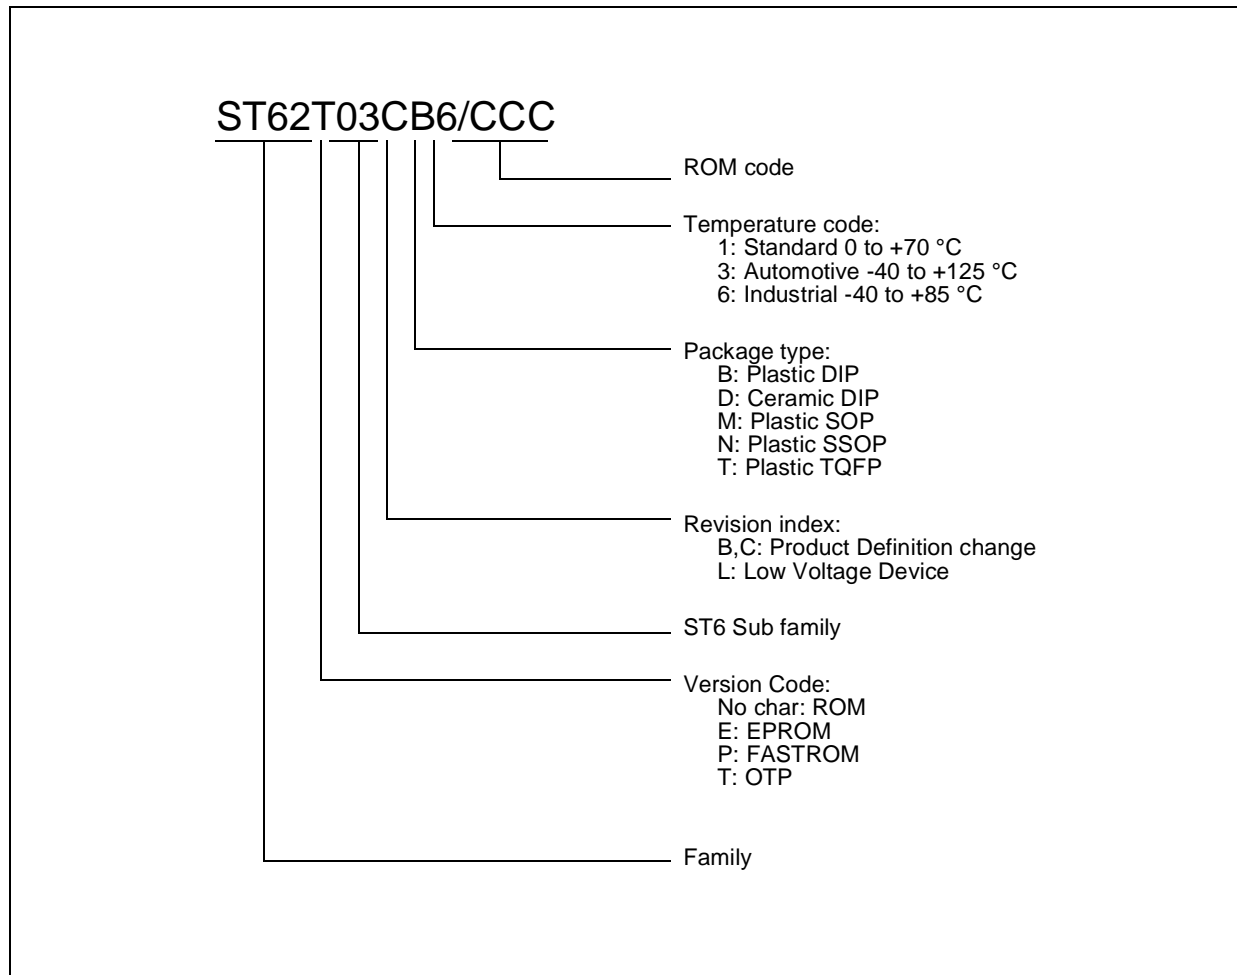 ST62T03CB6/CCC
ROM code
Temperature code:
1: Standard 0 to +70 °C
3: Automotive -40 to +125 °C
6: Industrial -40 to +85 °C
Package type:
B: Plastic DIP
D: Ceramic DIP
M: Plastic SOP
N: Plastic SSOP
T: Plastic TQFP
Revision index:
B,C: Product Definition change
L: Low Voltage Device
ST6 Sub family
Version Code:
No char: ROM
E: EPROM
P: FASTROM
T: OTP
Family